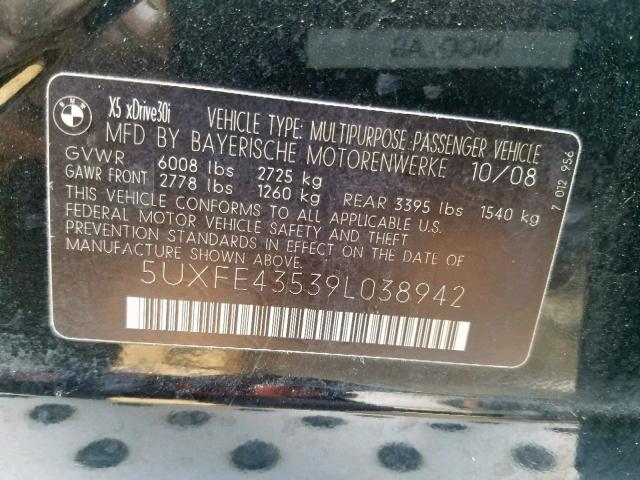 BMW
X5 xDrive30i
VEHICLE TYPE: MULTIPURPOSE PASSENGER VEHICLE
MFD BY BAYERISCHE MOTORENWERKE 10/08
GVWR 6008 lbs 2725 kg
GAWR FRONT 2778 lbs 1260 kg REAR 3395 lbs 1540 kg
THIS VEHICLE CONFORMS TO ALL APPLICABLE U.S.
FEDERAL MOTOR VEHICLE SAFETY AND THEFT
PREVENTION STANDARDS IN EFFECT ON THE DATE OF
MANUFACTURE SHOWN ABOVE.
5UXFE43539L038942
7 012 956